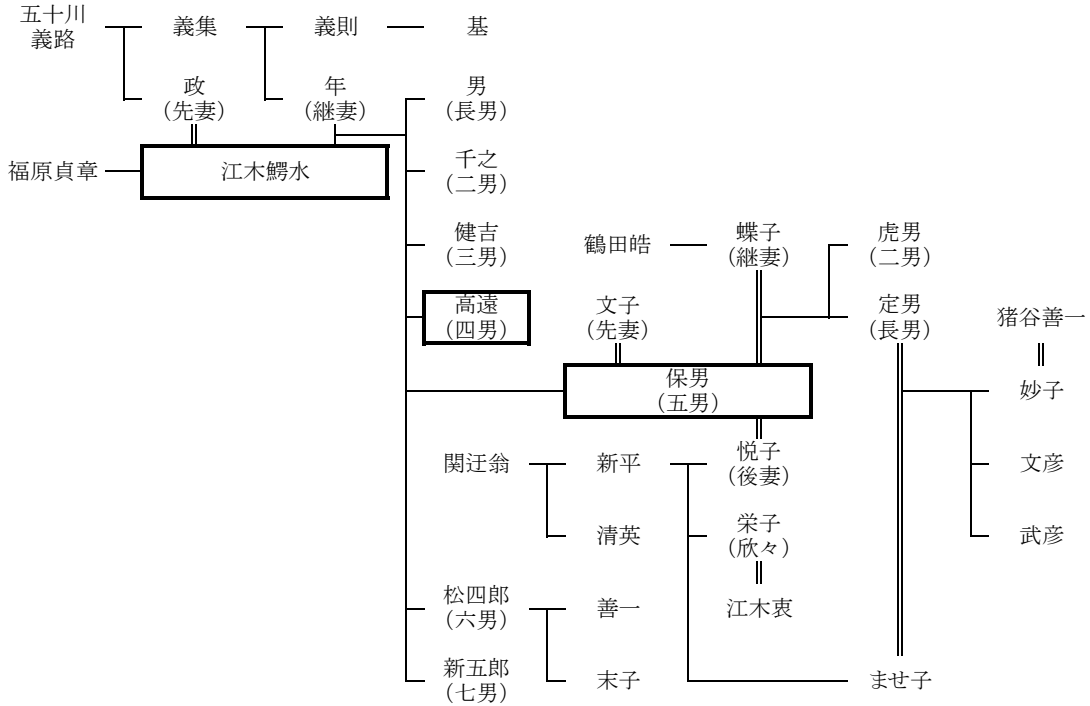 五十川
義路
義集
義則
基
政
(先妻)
年
(継妻)
男
(長男)
福原貞章
江木鰐水
千之
(二男)
健吉
(三男)
鶴田皓
蝶子
(継妻)
虎男
(二男)
高遠
(四男)
文子
(先妻)
定男
(長男)
猪谷善一
保男
(五男)
妙子
関迂翁
新平
悦子
(後妻)
文彦
清英
栄子
(欣々)
武彦
松四郎
(六男)
善一
江木衷
新五郎
(七男)
末子
ませ子